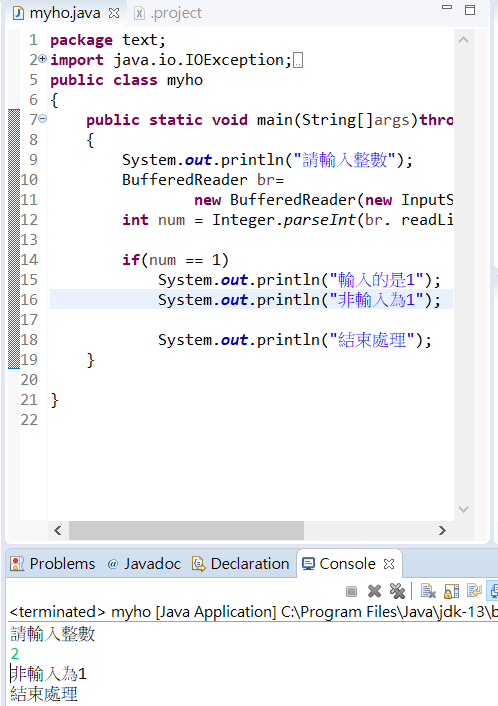 myho.java .project
1 package text;
2 import java.io.IOException;
5 public class myho
6 {
7 public static void main(String[]args)thro
8 {
9 System.out.println("請輸入整數");
10 BufferedReader br=
11 new BufferedReader(new InputS
12 int num = Integer.parseInt(br. readLi
13
14 if(num == 1)
15 System.out.println("輸入的是1");
16 System.out.println("非輸入為1");
17
18 System.out.println("結束處理");
19 }
20
21 }
22
Problems @ Javadoc Declaration Console
<terminated> myho [Java Application] C:\Program Files\Java\jdk-13\b
請輸入整數
2
非輸入為1
結束處理